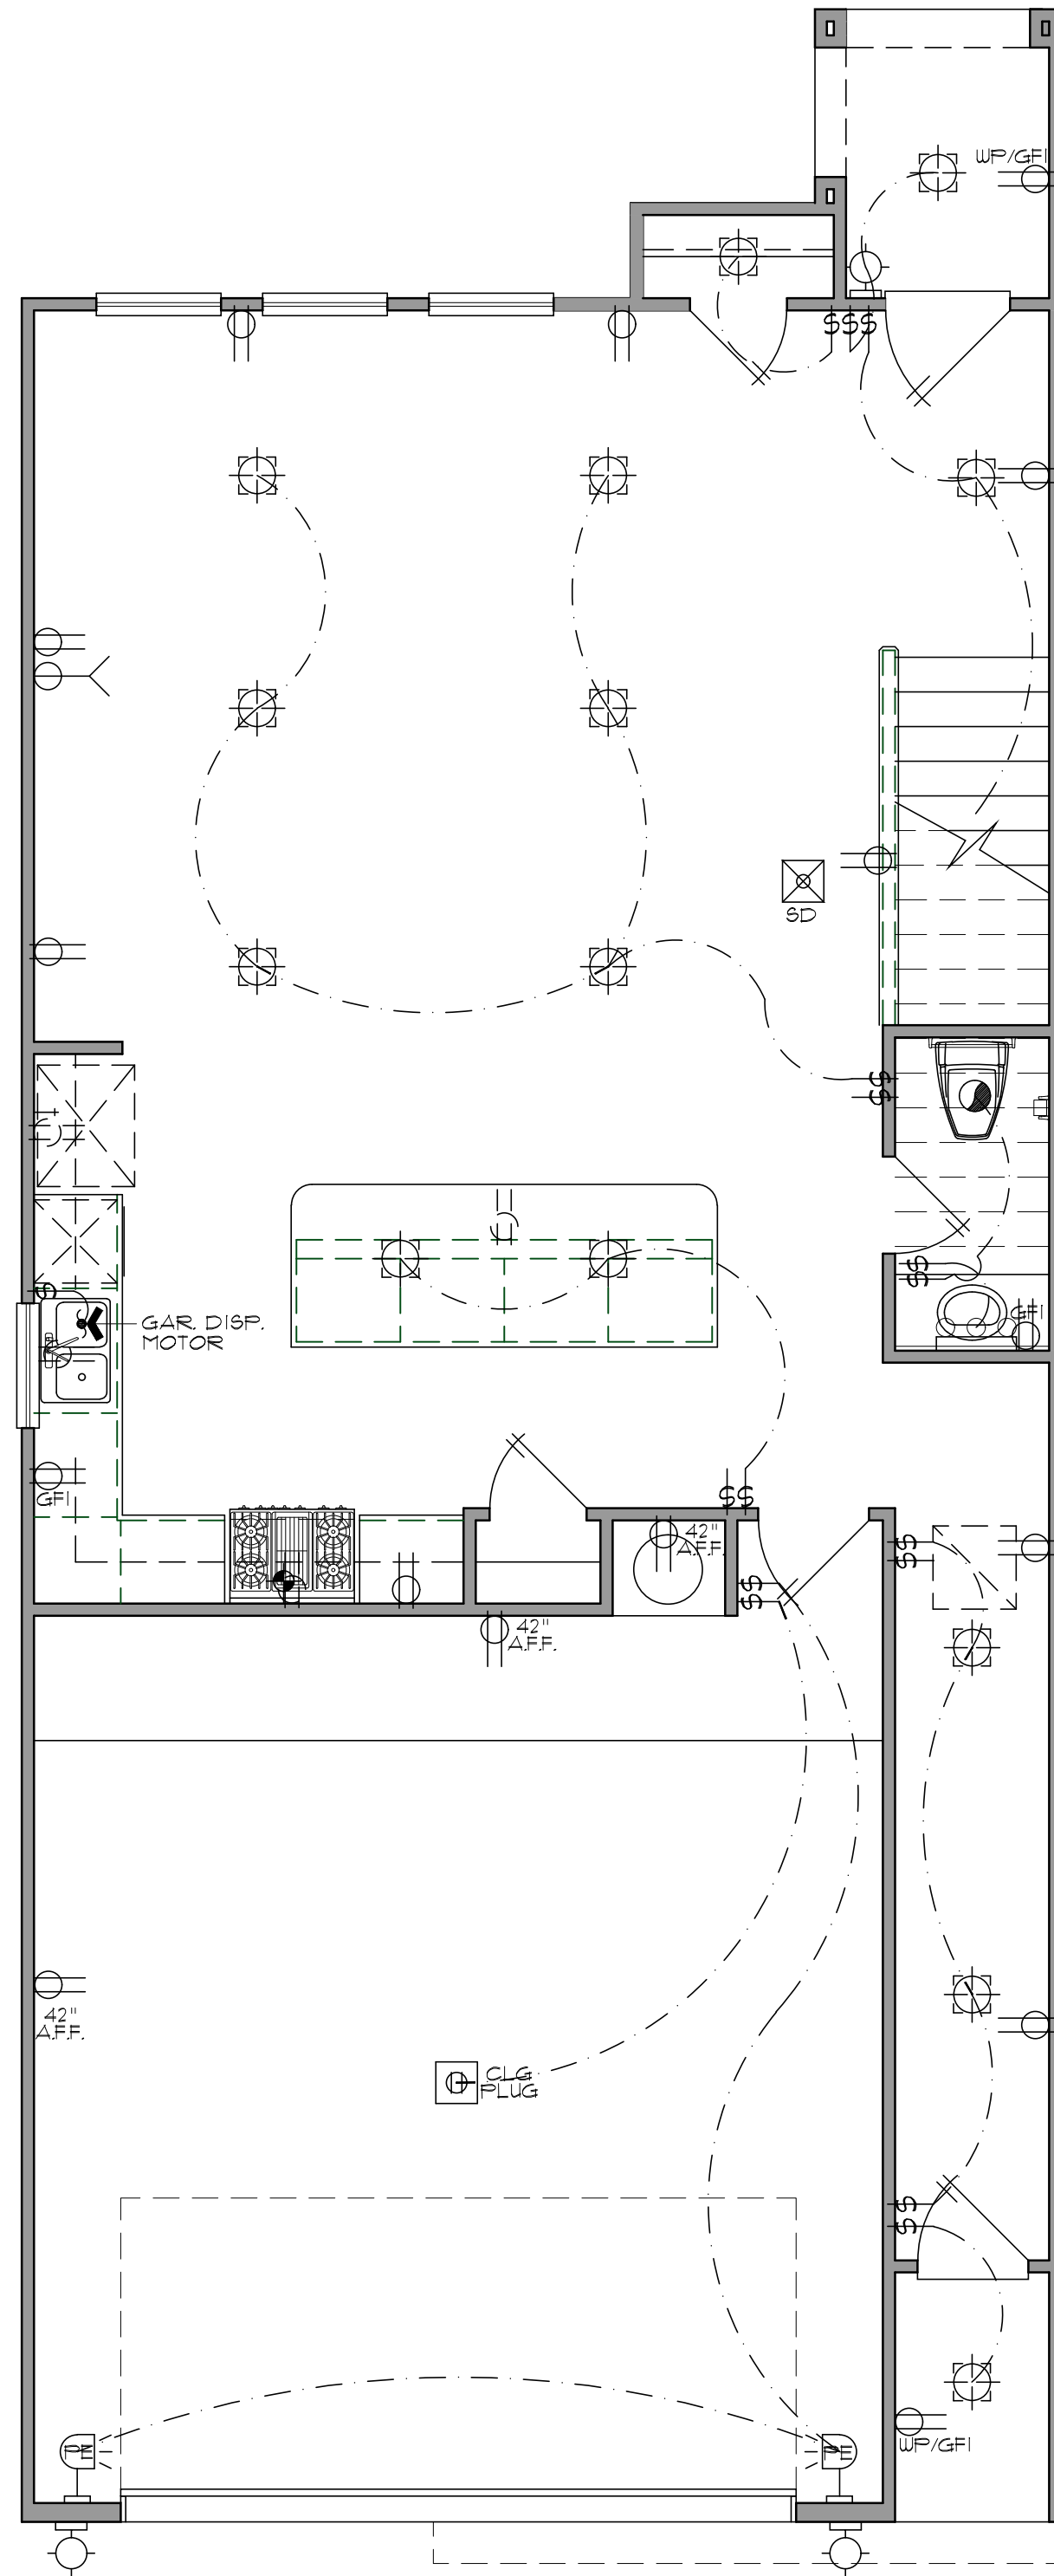 WP/GFI
$$$
SD
$$
GAR. DISP.
MOTOR
$
$$
GFI
GFI
$$
42"
A.F.F.
$$
$$
42"
A.F.F.
42"
A.F.F.
CLG
PLUG
$$
WP/GFI
PE
PE